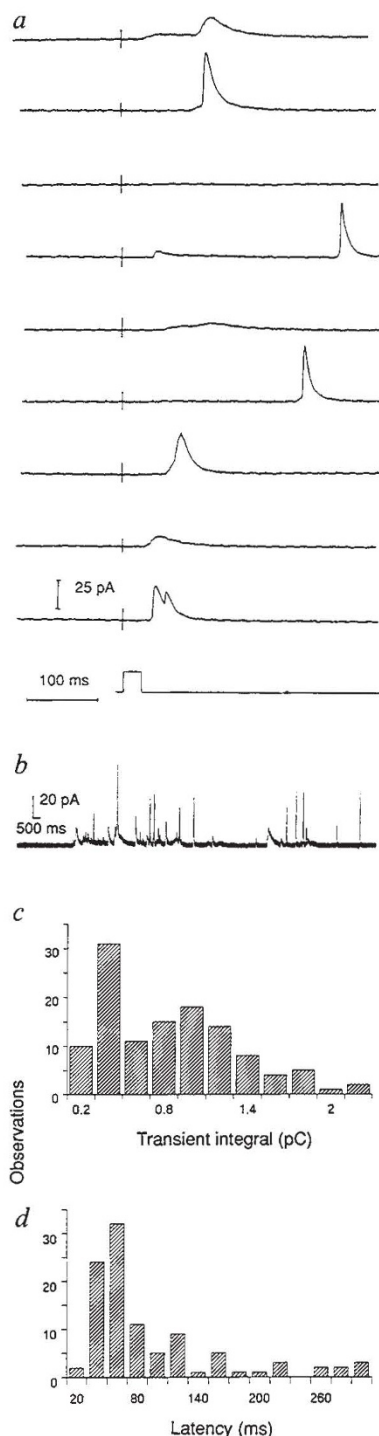 a
25 pA
100 ms
b
20 pA
500 ms
c
30
20
10
0
0.2 0.8 1.4 2
Transient integral (pC)
Observations
d
30
20
10
0
20 80 140 200 260
Latency (ms)